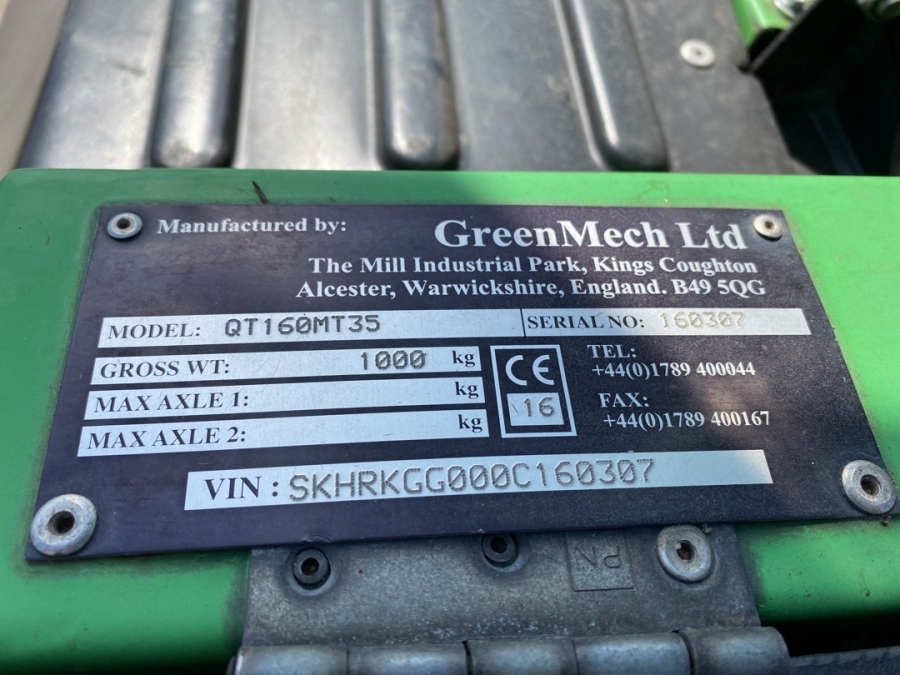 Manufactured by: GreenMech Ltd
The Mill Industrial Park, Kings Coughton
Alcester, Warwickshire, England. B49 5QG
MODEL: QT160MT35 SERIAL NO: 160307
GROSS WT: 1000 kg
MAX AXLE 1: kg
MAX AXLE 2: kg
CE
16
TEL:
+44(0)1789 400044
FAX:
+44(0)1789 400167
VIN : SKHRKGG000C160307
PN